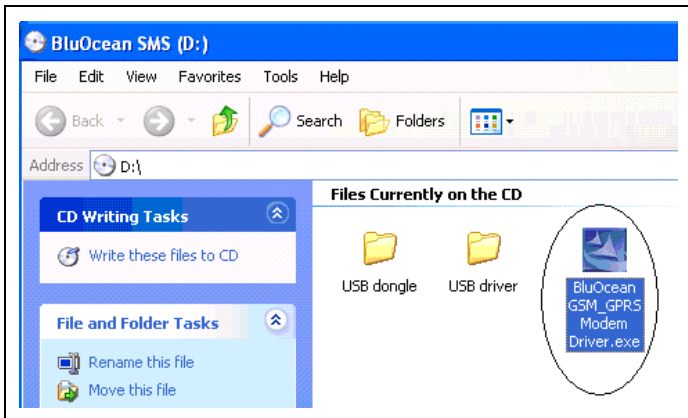 BluOcean SMS (D:)
File Edit View Favorites Tools Help
Back Search Folders
Address D:\
CD Writing Tasks
Write these files to CD
File and Folder Tasks
Rename this file
Move this file
Files Currently on the CD
USB dongle
USB driver
BluOcean
GSM_GPRS
Modem
Driver.exe